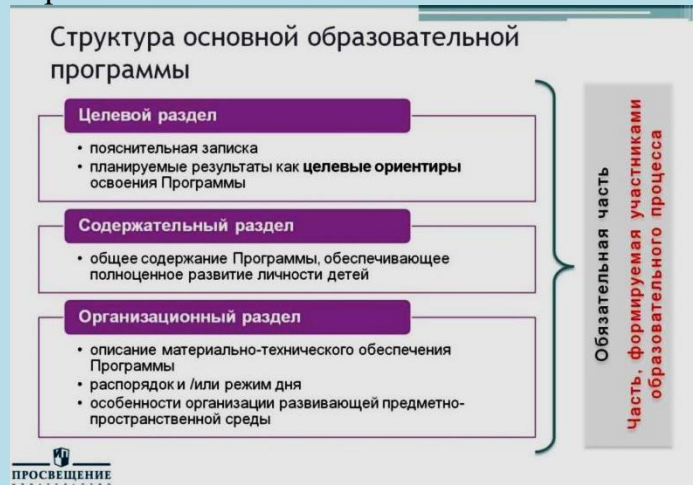 Структура основной образовательной
программы
Целевой раздел
• пояснительная записка
• планируемые результаты как целевые ориентиры
освоения Программы
Содержательный раздел
• общее содержание Программы, обеспечивающее
полноценное развитие личности детей
Организационный раздел
• описание материально-технического обеспечения
Программы
• распорядок и /или режим дня
• особенности организации развивающей предметно-
пространственной среды
Обязательная часть
Часть, формируемая участниками
образовательного процесса
ПРОСВЕЩЕНИЕ